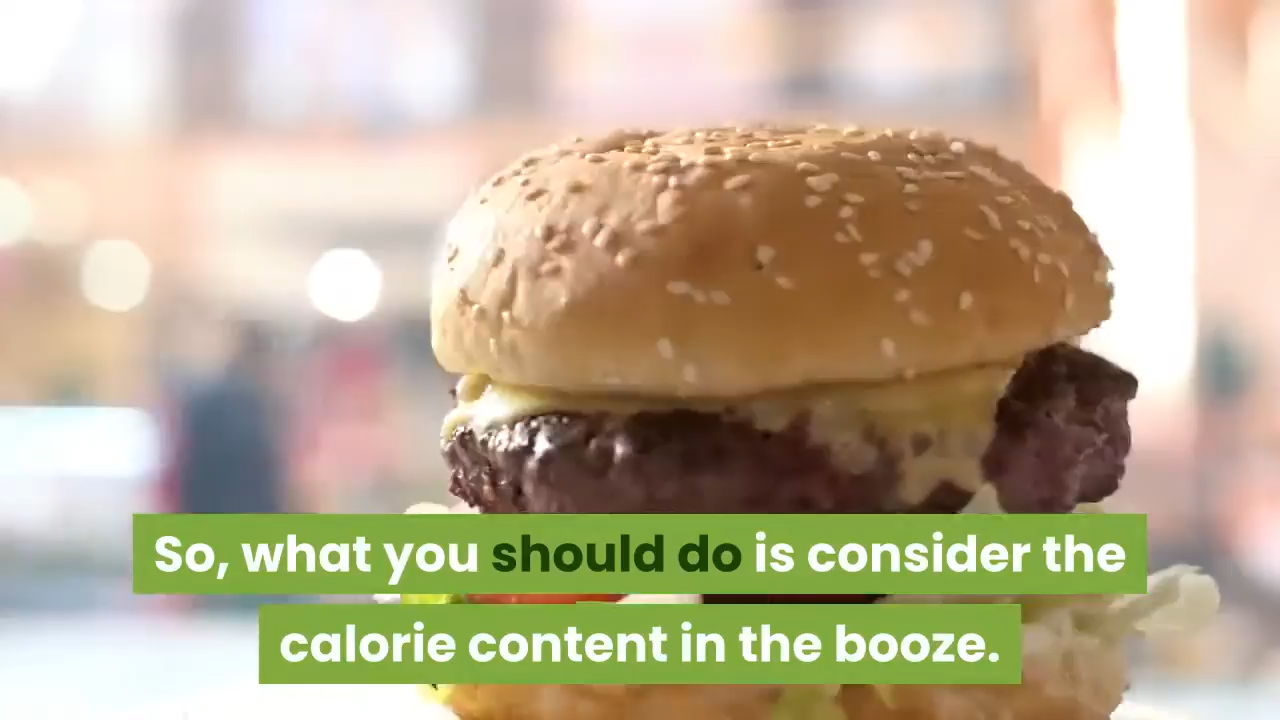 So, what you should do is consider the
calorie content in the booze.